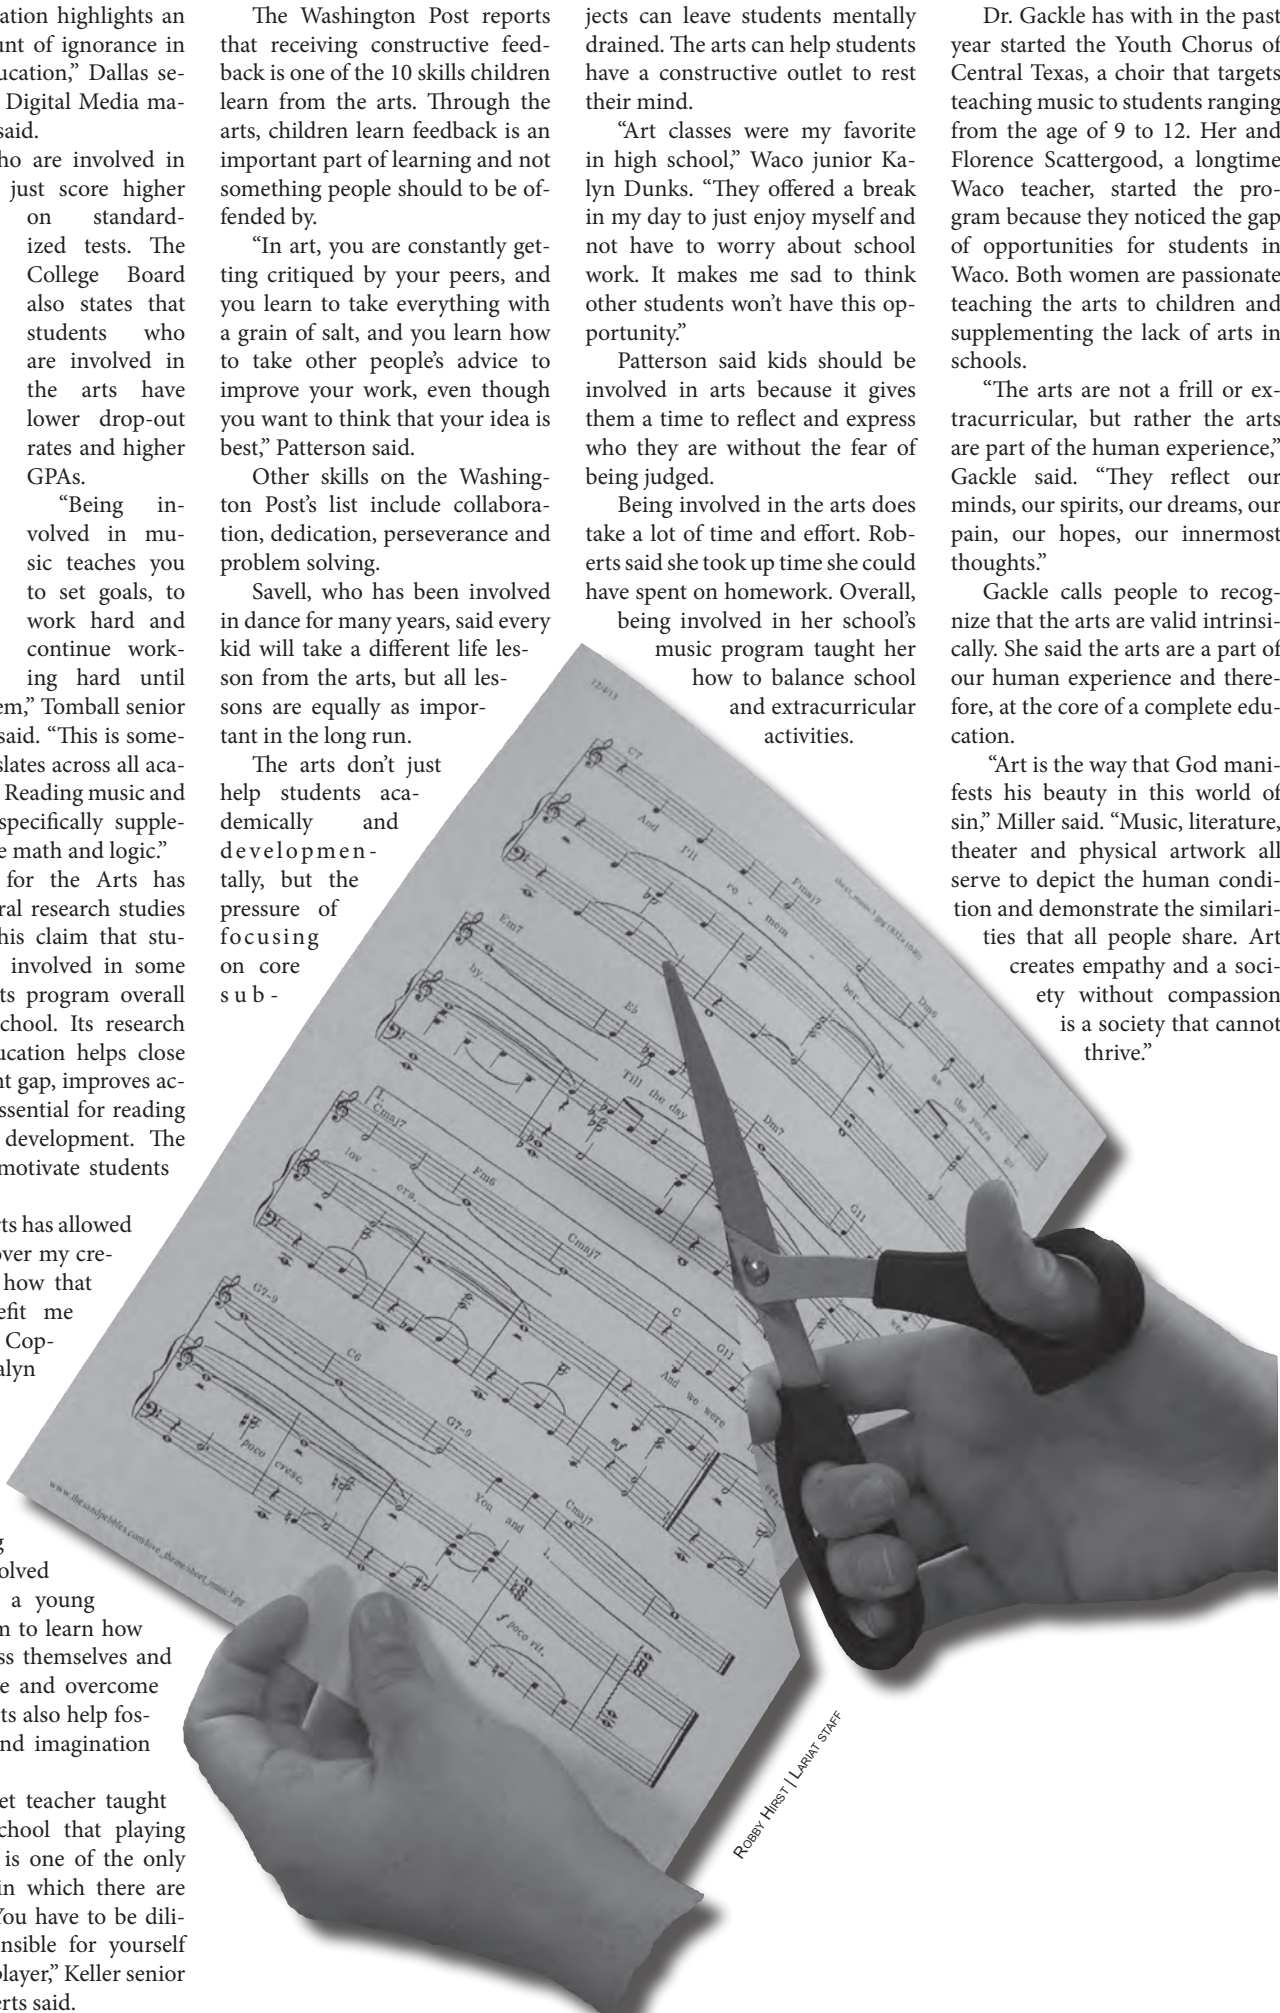 ation highlights an
unt of ignorance in
ucation,” Dallas se-
Digital Media ma-
said.
ho are involved in
just score higher
on standard-
ized tests. The
College Board
also states that
students who
are involved in
the arts have
lower drop-out
rates and higher
GPAs.
“Being in-
volved in mu-
sic teaches you
to set goals, to
work hard and
continue work-
ing hard until
em,” Tomball senior
said. “This is some-
slates across all aca-
Reading music and
specifically supple-
e math and logic.”
for the Arts has
ral research studies
his claim that stu-
involved in some
ts program overall
chool. Its research
ucation helps close
nt gap, improves ac-
ssential for reading
development. The
motivate students
rts has allowed
over my cre-
how that
efit me
Cop-
alyn
g
olved
a young
m to learn how
ss themselves and
e and overcome
rts also help fos-
nd imagination
et teacher taught
chool that playing
is one of the only
in which there are
You have to be dili-
nsible for yourself
player,” Keller senior
erts said.
The Washington Post reports
that receiving constructive feed-
back is one of the 10 skills children
learn from the arts. Through the
arts, children learn feedback is an
important part of learning and not
something people should to be of-
fended by.
“In art, you are constantly get-
ting critiqued by your peers, and
you learn to take everything with
a grain of salt, and you learn how
to take other people’s advice to
improve your work, even though
you want to think that your idea is
best,” Patterson said.
Other skills on the Washing-
ton Post’s list include collabora-
tion, dedication, perseverance and
problem solving.
Savell, who has been involved
in dance for many years, said every
kid will take a different life les-
son from the arts, but all les-
sons are equally as impor-
tant in the long run.
The arts don’t just
help students aca-
demically and
developmen-
tally, but the
pressure of
focusing
on core
sub-
jects can leave students mentally
drained. The arts can help students
have a constructive outlet to rest
their mind.
“Art classes were my favorite
in high school,” Waco junior Ka-
lyn Dunks. “They offered a break
in my day to just enjoy myself and
not have to worry about school
work. It makes me sad to think
other students won’t have this op-
portunity.”
Patterson said kids should be
involved in arts because it gives
them a time to reflect and express
who they are without the fear of
being judged.
Being involved in the arts does
take a lot of time and effort. Rob-
erts said she took up time she could
have spent on homework. Overall,
being involved in her school’s
music program taught her
how to balance school
and extracurricular
activities.
Dr. Gackle has with in the past
year started the Youth Chorus of
Central Texas, a choir that targets
teaching music to students ranging
from the age of 9 to 12. Her and
Florence Scattergood, a longtime
Waco teacher, started the pro-
gram because they noticed the gap
of opportunities for students in
Waco. Both women are passionate
teaching the arts to children and
supplementing the lack of arts in
schools.
“The arts are not a frill or ex-
tracurricular, but rather the arts
are part of the human experience,”
Gackle said. “They reflect our
minds, our spirits, our dreams, our
pain, our hopes, our innermost
thoughts.”
Gackle calls people to recog-
nize that the arts are valid intrinsi-
cally. She said the arts are a part of
our human experience and there-
fore, at the core of a complete edu-
cation.
“Art is the way that God mani-
fests his beauty in this world of
sin,” Miller said. “Music, literature,
theater and physical artwork all
serve to depict the human condi-
tion and demonstrate the similari-
ties that all people share. Art
creates empathy and a soci-
ety without compassion
is a society that cannot
thrive.”
12/4/13
C7 Fmaj7 Dm6
And I'll re - mem - ber as the years
Em7 Eb Dm7 G11
by. Till the day
1.
Cmaj7 Fm6 Cmaj7 C G11
lov - ers. And we were
mf
G7-9 C6 G7-9 Cmaj7
You and I.
poco cresc.
f poco rit.
Robby Hirst | Lariat staff